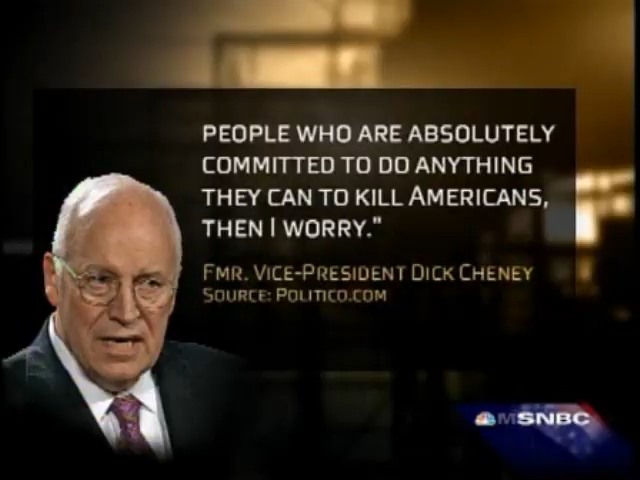 PEOPLE WHO ARE ABSOLUTELY
COMMITTED TO DO ANYTHING
THEY CAN TO KILL AMERICANS,
THEN I WORRY."
FMR. VICE-PRESIDENT DICK CHENEY
SOURCE: POLITICO.COM
MSNBC